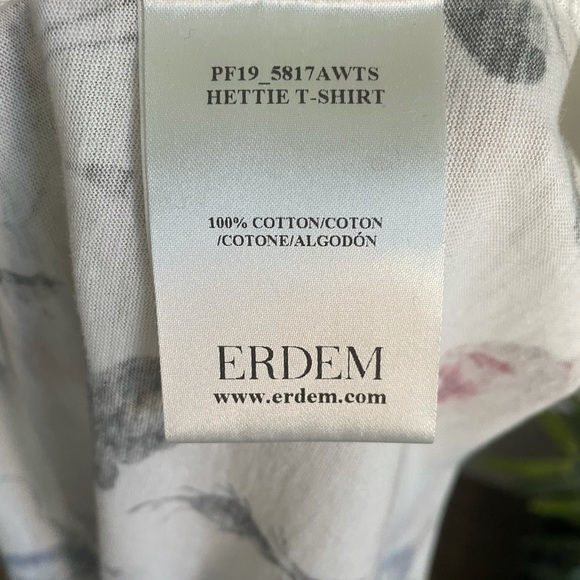 PF19_5817AWTS
HETTIE T-SHIRT
100% COTTON/COTON
/COTONE/ALGODÓN
ERDEM
www.erdem.com